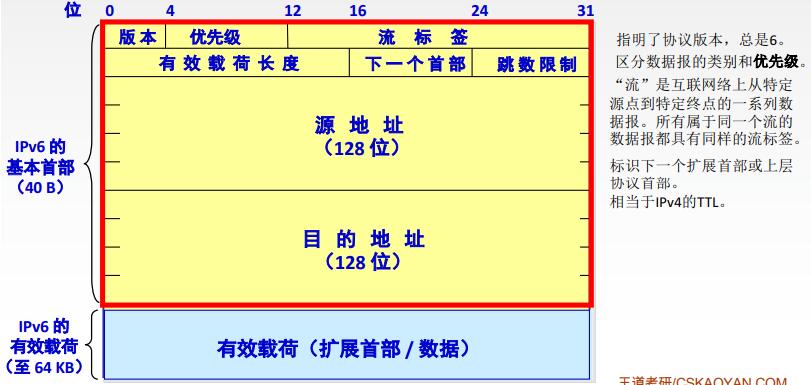 位 0 4 12 16 24 31
版本 优先级 流 标 签
有效载荷长度 下一个首部 跳数限制
源 地 址
（128 位）
目 的 地 址
（128 位）
IPv6 的
基本首部
（40 B）
IPv6 的
有效载荷
（至 64 KB）
有效载荷（扩展首部 / 数据）
指明了协议版本，总是6。
区分数据报的类别和优先级。
“流”是互联网络上从特定
源点到特定终点的一系列数
据报。所有属于同一个流的
数据报都具有同样的流标签。
标识下一个扩展首部或上层
协议首部。
相当于IPv4的TTL。
王道考研/CSKAOYAN.COM